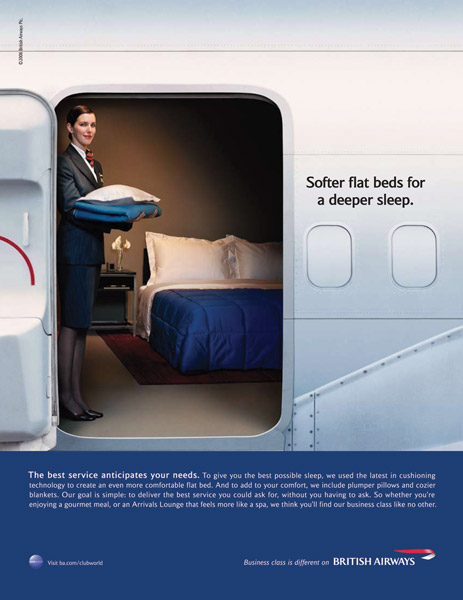 ©2006 British Airways Plc.
Softer flat beds for
a deeper sleep.
The best service anticipates your needs. To give you the best possible sleep, we used the latest in cushioning
technology to create an even more comfortable flat bed. And to add to your comfort, we include plumper pillows and cozier
blankets. Our goal is simple: to deliver the best service you could ask for, without you having to ask. So whether you're
enjoying a gourmet meal, or an Arrivals Lounge that feels more like a spa, we think you'll find our business class like no other.
Visit ba.com/clubworld
Business class is different on BRITISH AIRWAYS